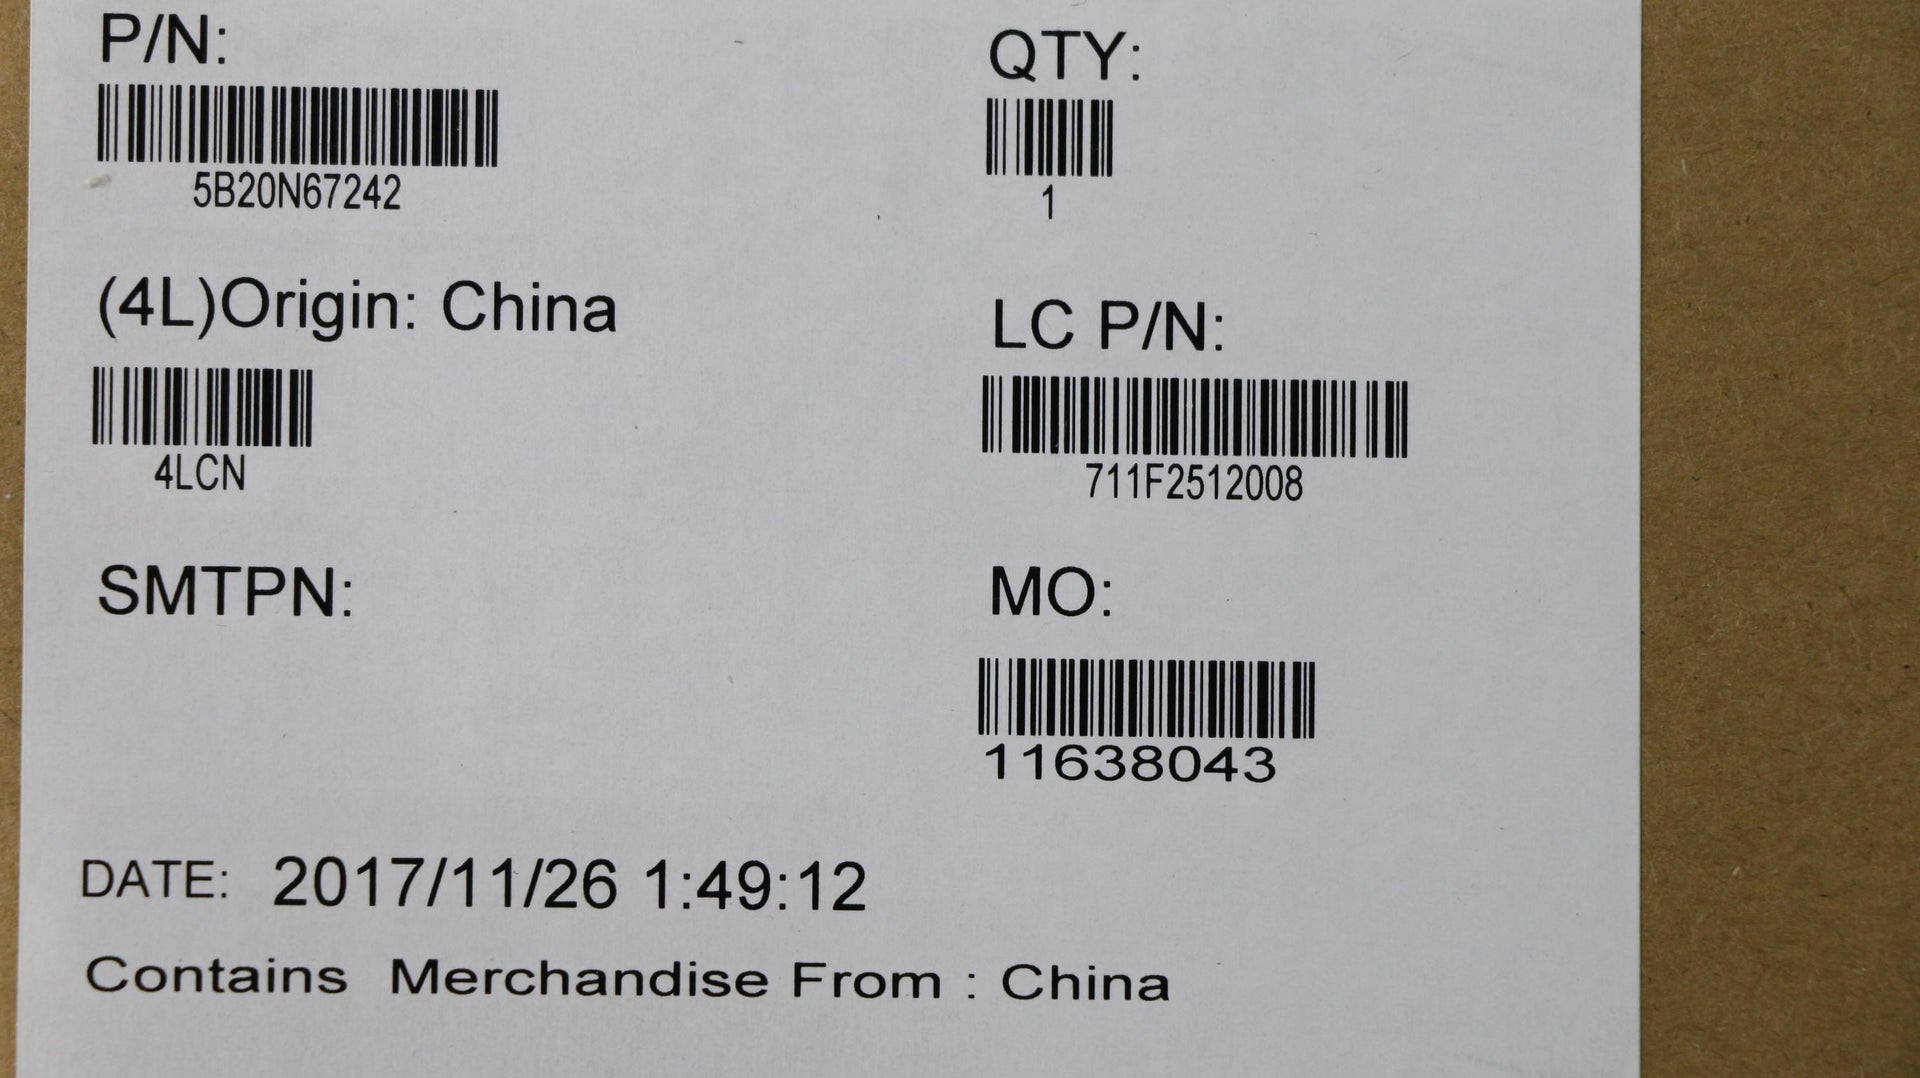 P/N:
5B20N67242
QTY:
1
(4L)Origin: China
4LCN
LC P/N:
711F2512008
SMTPN:
MO:
11638043
DATE: 2017/11/26 1:49:12
Contains Merchandise From : China